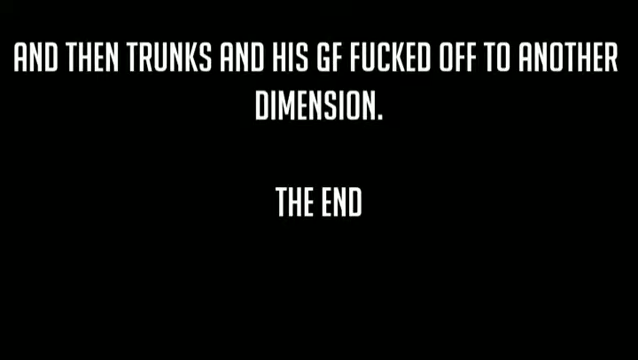 AND THEN TRUNKS AND HIS GF FUCKED OFF TO ANOTHER
DIMENSION.
THE END